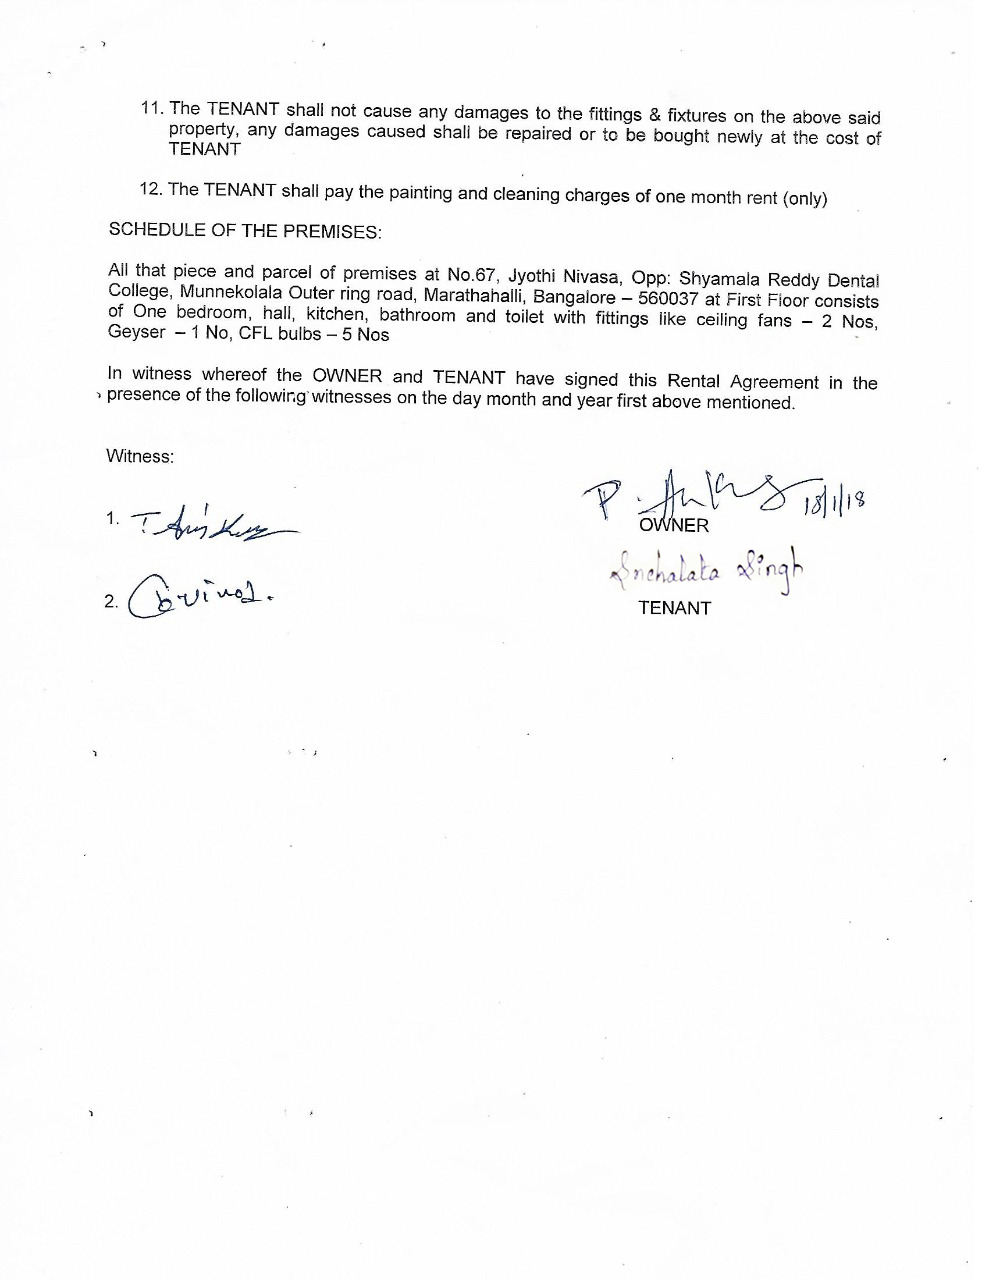 11. The TENANT shall not cause any damages to the fittings & fixtures on the above said
property, any damages caused shall be repaired or to be bought newly at the cost of
TENANT
12. The TENANT shall pay the painting and cleaning charges of one month rent (only)
SCHEDULE OF THE PREMISES:
All that piece and parcel of premises at No.67, Jyothi Nivasa, Opp: Shyamala Reddy Dental
College, Munnekolala Outer ring road, Marathahalli, Bangalore – 560037 at First Floor consists
of One bedroom, hall, kitchen, bathroom and toilet with fittings like ceiling fans – 2 Nos,
Geyser – 1 No, CFL bulbs – 5 Nos
In witness whereof the OWNER and TENANT have signed this Rental Agreement in the
presence of the following witnesses on the day month and year first above mentioned.
Witness:
1. T.
2.
P. 18/1/18
OWNER
Snehalata Singh
TENANT